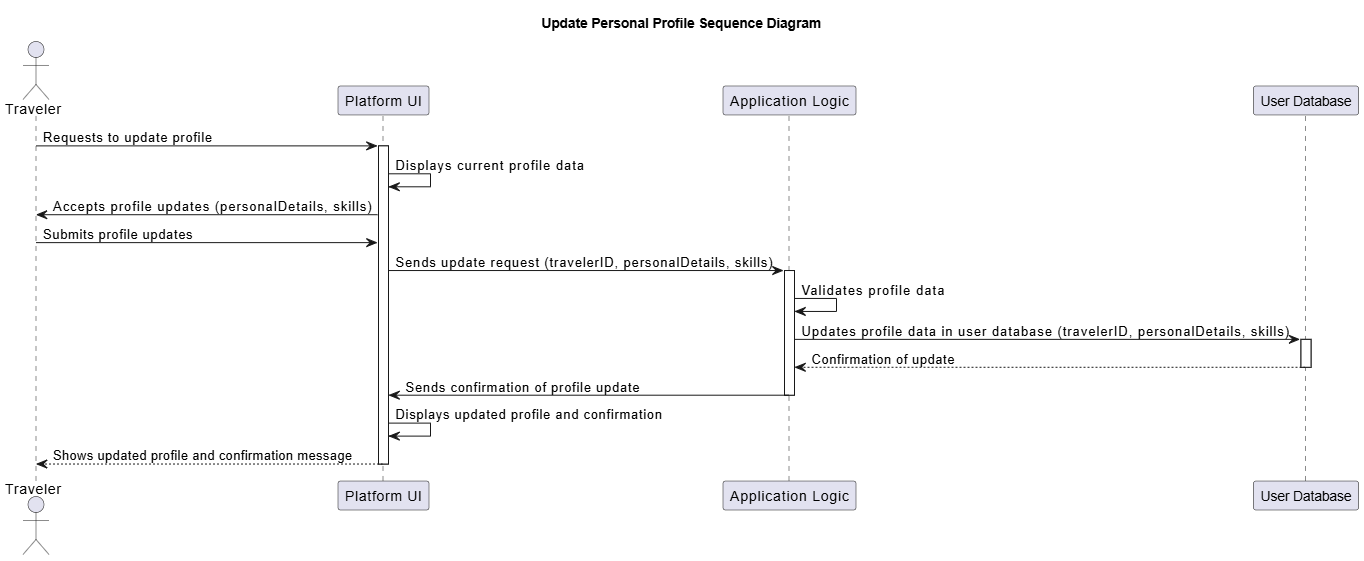 Update Personal Profile Sequence Diagram
Traveler
Platform UI
Application Logic
User Database
Requests to update profile
Displays current profile data
Accepts profile updates (personalDetails, skills)
Submits profile updates
Sends update request (travelerID, personalDetails, skills)
Validates profile data
Updates profile data in user database (travelerID, personalDetails, skills)
Confirmation of update
Sends confirmation of profile update
Displays updated profile and confirmation
Shows updated profile and confirmation message
Traveler
Platform UI
Application Logic
User Database